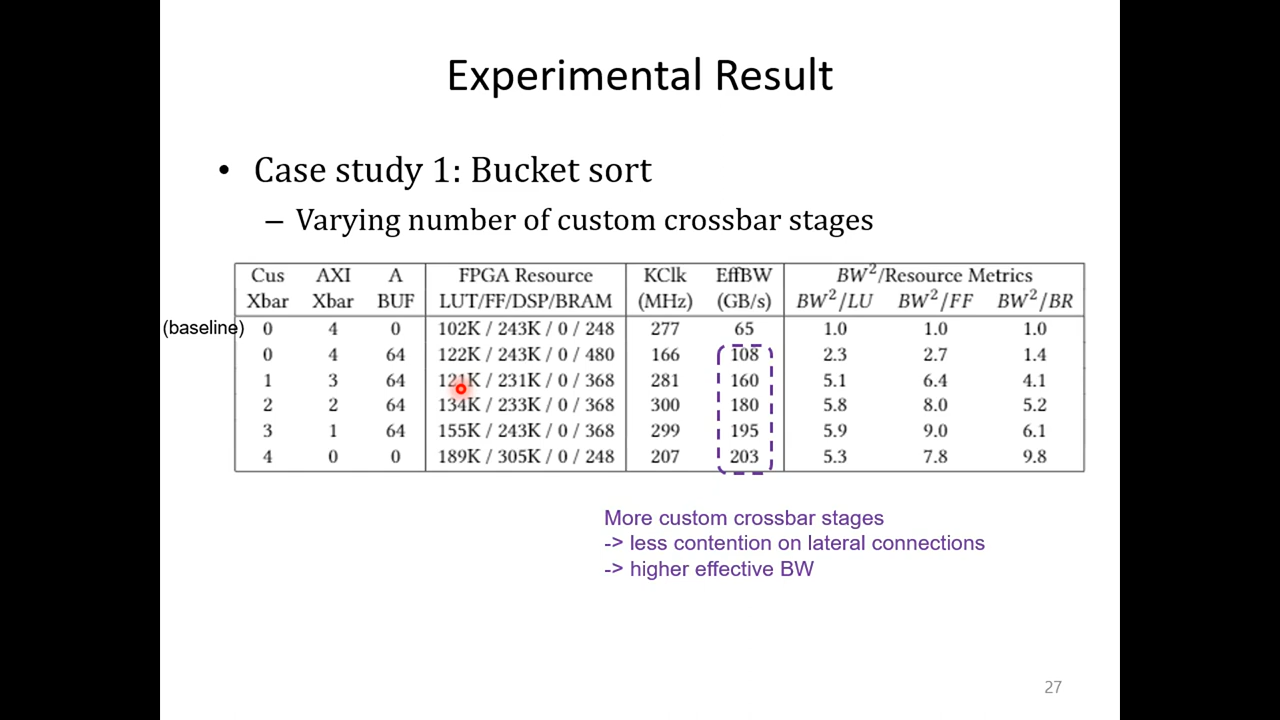 Experimental Result
• Case study 1: Bucket sort
– Varying number of custom crossbar stages
Cus AXI A FPGA Resource KClk EffBW BW²/Resource Metrics
Xbar Xbar BUF LUT/FF/DSP/BRAM (MHz) (GB/s) BW²/LU BW²/FF BW²/BR
(baseline) 0 4 0 102K / 243K / 0 / 248 277 65 1.0 1.0 1.0
0 4 64 122K / 243K / 0 / 480 166 108 2.3 2.7 1.4
1 3 64 121K / 231K / 0 / 368 281 160 5.1 6.4 4.1
2 2 64 134K / 233K / 0 / 368 300 180 5.8 8.0 5.2
3 1 64 155K / 243K / 0 / 368 299 195 5.9 9.0 6.1
4 0 0 189K / 305K / 0 / 248 207 203 5.3 7.8 9.8
More custom crossbar stages
-> less contention on lateral connections
-> higher effective BW
27